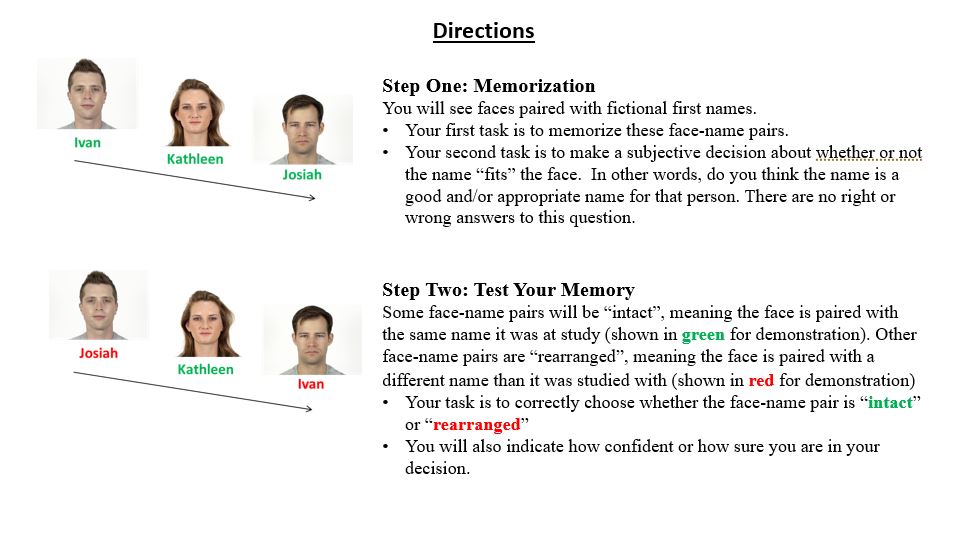 Directions
Ivan
Kathleen
Josiah
Step One: Memorization
You will see faces paired with fictional first names.
• Your first task is to memorize these face-name pairs.
• Your second task is to make a subjective decision about whether or not
the name “fits” the face.  In other words, do you think the name is a
good and/or appropriate name for that person. There are no right or
wrong answers to this question.
Josiah
Kathleen
Ivan
Step Two: Test Your Memory
Some face-name pairs will be “intact”, meaning the face is paired with
the same name it was at study (shown in green for demonstration). Other
face-name pairs are “rearranged”, meaning the face is paired with a
different name than it was studied with (shown in red for demonstration)
• Your task is to correctly choose whether the face-name pair is “intact”
or “rearranged”
• You will also indicate how confident or how sure you are in your
decision.